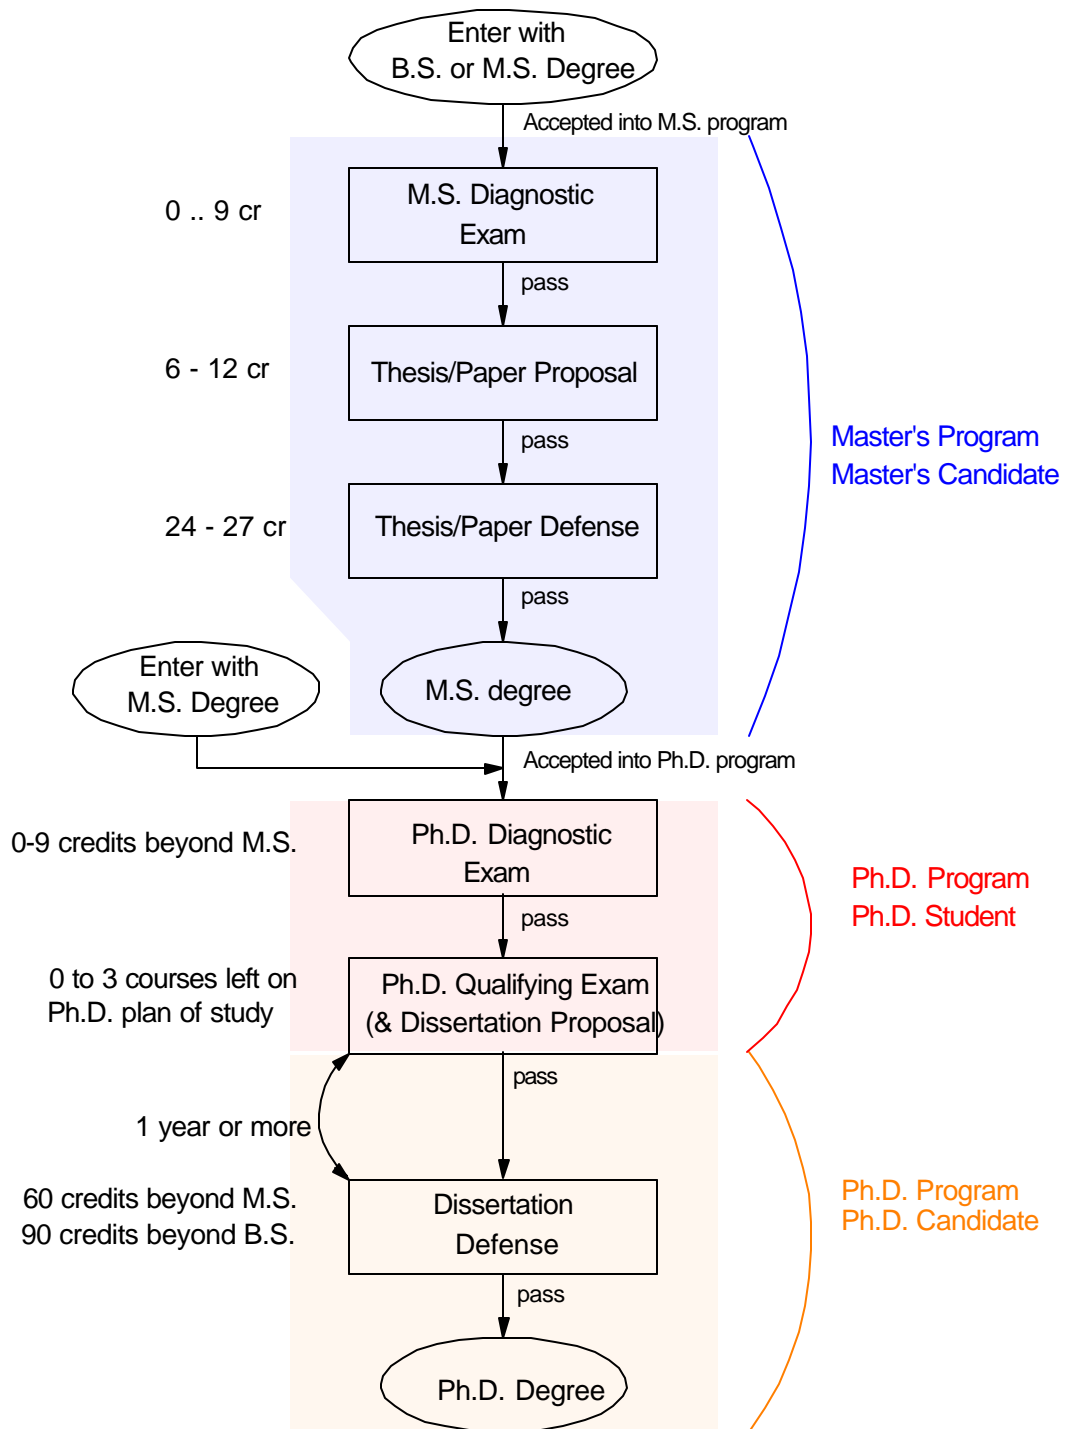 Enter with
B.S. or M.S. Degree
Accepted into M.S. program
M.S. Diagnostic
Exam
0 .. 9 cr
pass
6 - 12 cr
Thesis/Paper Proposal
pass
Master's Program
Master's Candidate
24 - 27 cr
Thesis/Paper Defense
pass
Enter with
M.S. Degree
M.S. degree
Accepted into Ph.D. program
0-9 credits beyond M.S.
Ph.D. Diagnostic
Exam
Ph.D. Program
Ph.D. Student
pass
0 to 3 courses left on
Ph.D. plan of study
Ph.D. Qualifying Exam
(& Dissertation Proposal)
pass
1 year or more
60 credits beyond M.S.
90 credits beyond B.S.
Dissertation
Defense
Ph.D. Program
Ph.D. Candidate
pass
Ph.D. Degree